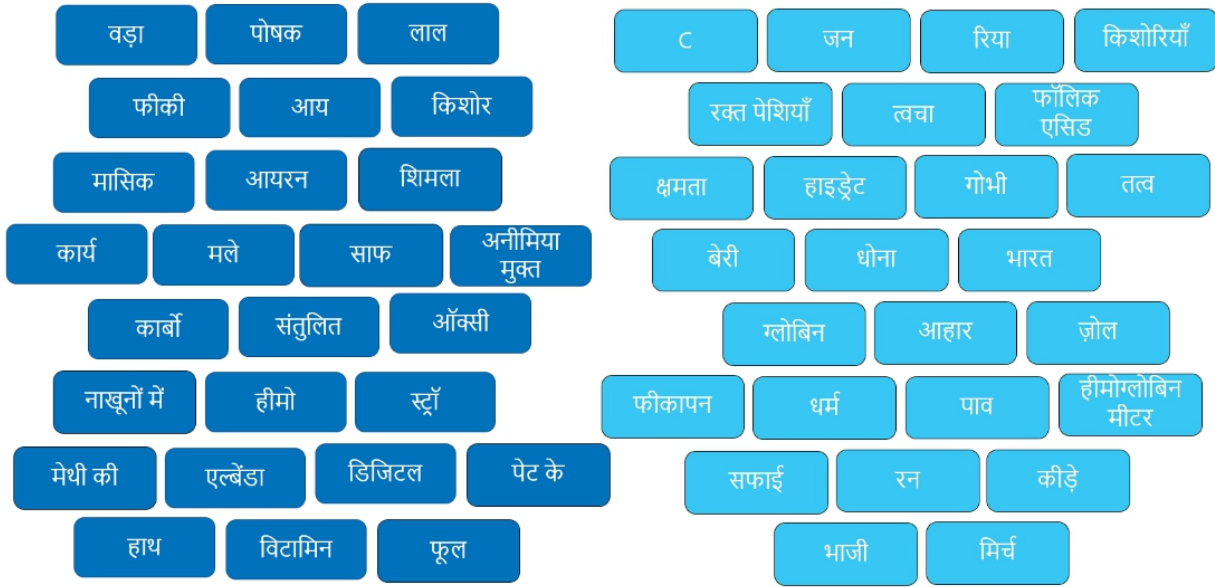 वड़ा पोषक लाल
फीकी आय किशोर
मासिक आयरन शिमला
कार्य मले साफ अनीमिया
मुक्त
कार्बो संतुलित ऑक्सी
नाखूनों में हीमो स्ट्रॉ
मेथी की एल्बेंडा डिजिटल पेट के
हाथ विटामिन फूल
C जन रिया किशोरियाँ
रक्त पेशियाँ त्वचा फॉलिक
एसिड
क्षमता हाइड्रेट गोभी तत्व
बेरी धोना भारत
ग्लोबिन आहार ज़ोल
फीकापन धर्म पाव हीमोग्लोबिन
मीटर
सफाई रन कीड़े
भाजी मिर्च